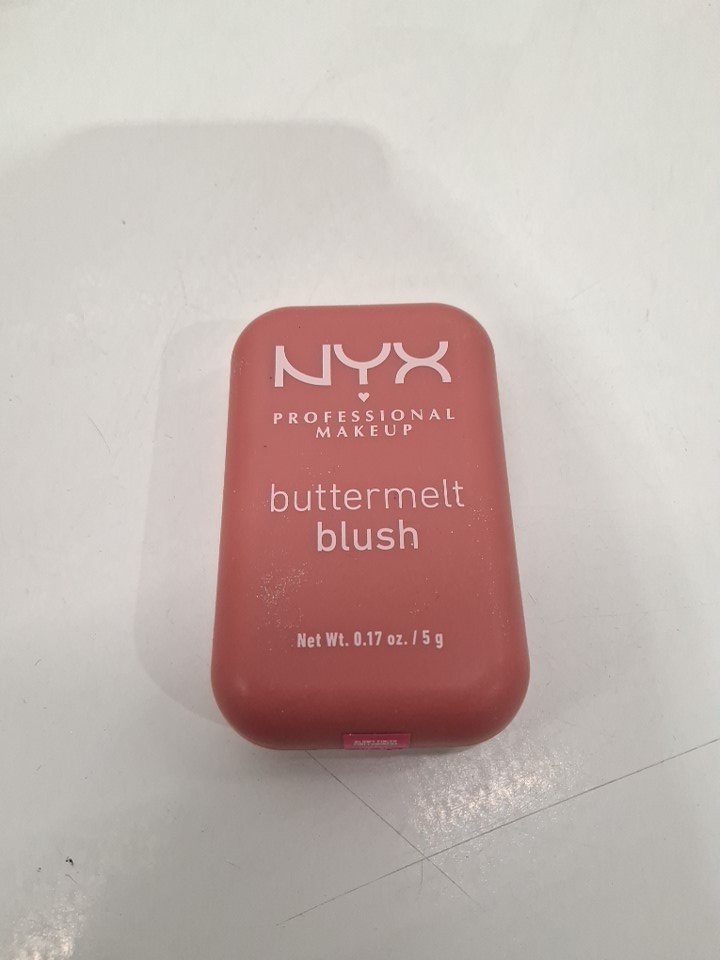 NYX
PROFESSIONAL
MAKEUP
buttermelt
blush
Net Wt. 0.17 oz. / 5 g